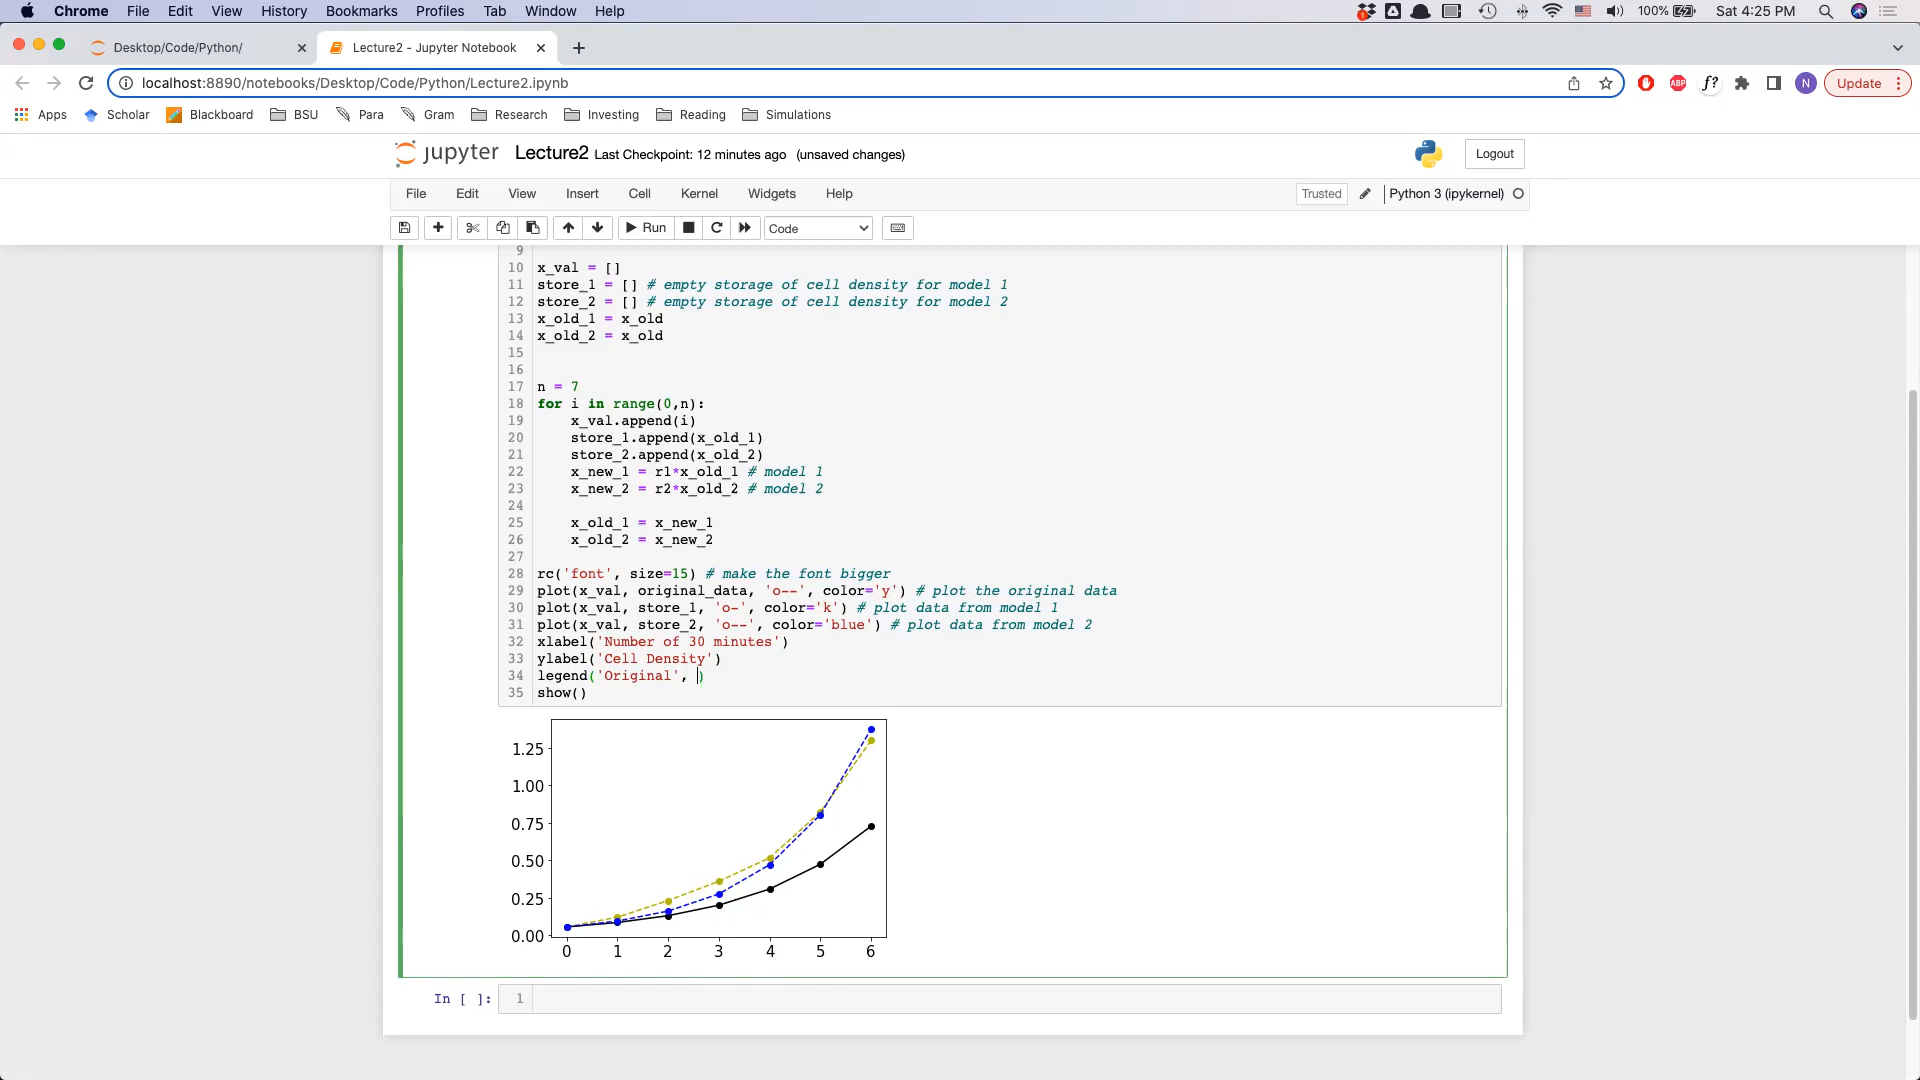 Chrome File Edit View History Bookmarks Profiles Tab Window Help 1 100% Sat 4:25 PM
Desktop/Code/Python/ Lecture2 - Jupyter Notebook
localhost:8890/notebooks/Desktop/Code/Python/Lecture2.ipynb ABP f? N Update
Apps Scholar Blackboard BSU Para Gram Research Investing Reading Simulations
jupyter Lecture2 Last Checkpoint: 12 minutes ago (unsaved changes) Logout
File Edit View Insert Cell Kernel Widgets Help Trusted Python 3 (ipykernel)
Run Code
9
10 x_val = []
11 store_1 = [] # empty storage of cell density for model 1
12 store_2 = [] # empty storage of cell density for model 2
13 x_old_1 = x_old
14 x_old_2 = x_old
15
16
17 n = 7
18 for i in range(0,n):
19 x_val.append(i)
20 store_1.append(x_old_1)
21 store_2.append(x_old_2)
22 x_new_1 = r1*x_old_1 # model 1
23 x_new_2 = r2*x_old_2 # model 2
24
25 x_old_1 = x_new_1
26 x_old_2 = x_new_2
27
28 rc('font', size=15) # make the font bigger
29 plot(x_val, original_data, 'o--', color='y') # plot the original data
30 plot(x_val, store_1, 'o-', color='k') # plot data from model 1
31 plot(x_val, store_2, 'o--', color='blue') # plot data from model 2
32 xlabel('Number of 30 minutes')
33 ylabel('Cell Density')
34 legend('Original', )
35 show()
1.25
1.00
0.75
0.50
0.25
0.00
0 1 2 3 4 5 6
In [ ]: 1